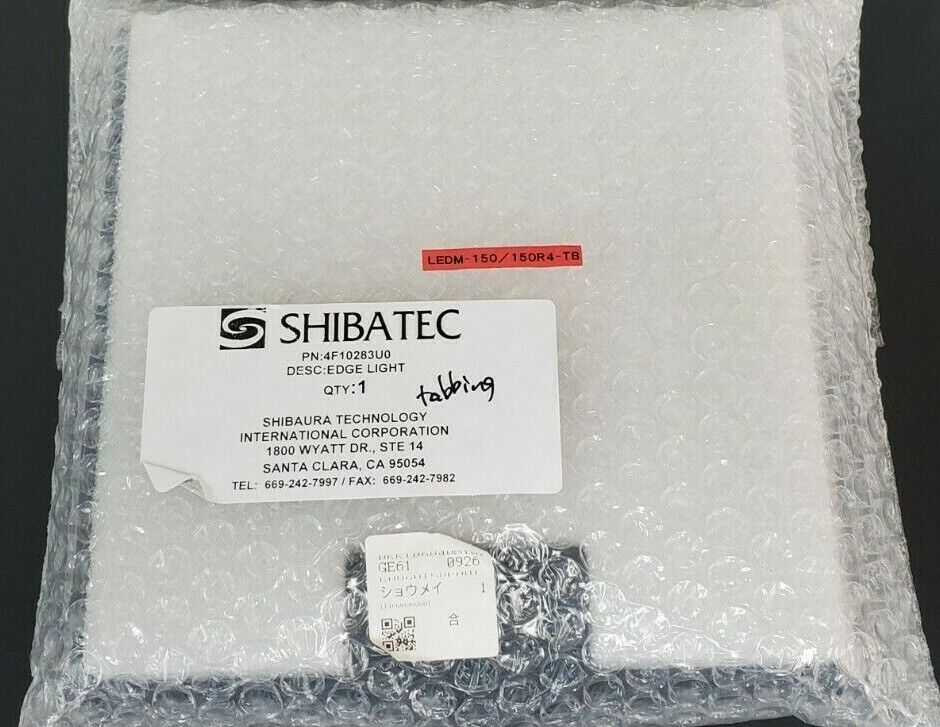 LEDM-150/150R4-TB
SHIBATEC
PN:4F10283U0
DESC:EDGE LIGHT
QTY:1
tabbing
SHIBAURA TECHNOLOGY
INTERNATIONAL CORPORATION
1800 WYATT DR., STE 14
SANTA CLARA, CA 95054
TEL: 669-242-7997 / FAX: 669-242-7982
GE61 0926
ショウメイ 1
合